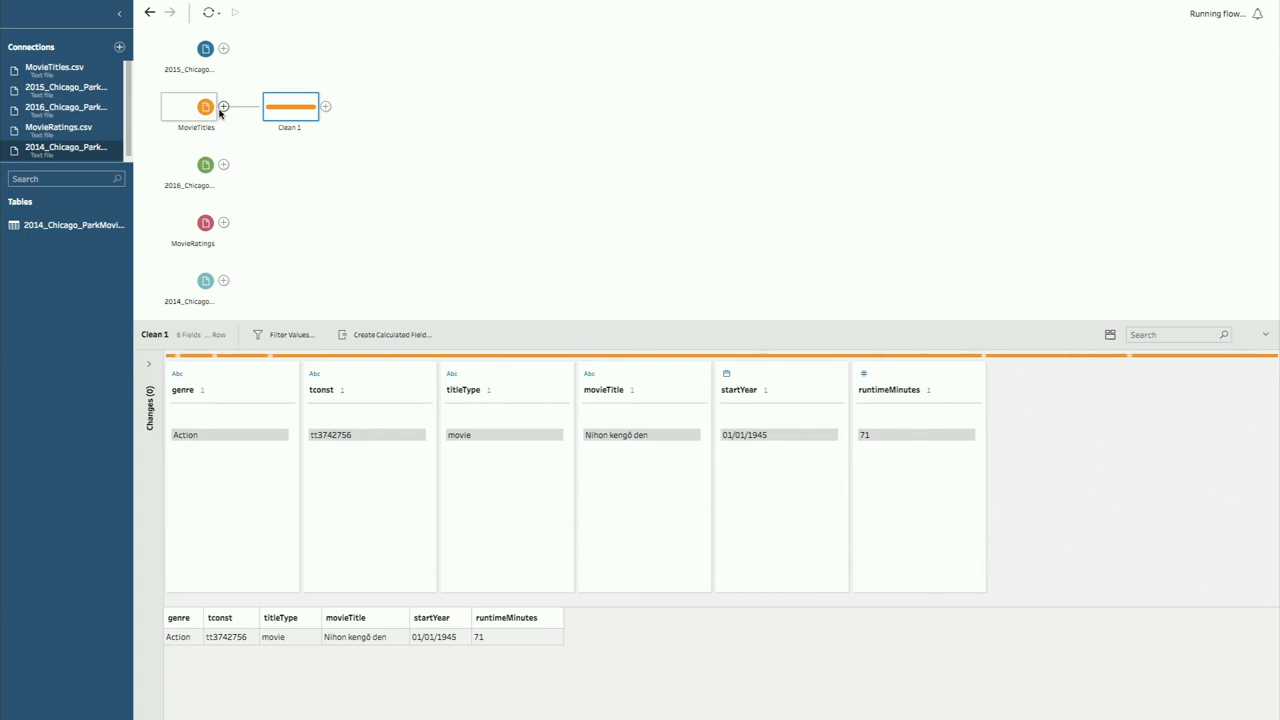 Running flow...
Connections
MovieTitles.csv
Text file
2015_Chicago_Park...
Text file
2016_Chicago_Park...
Text file
MovieRatings.csv
Text file
2014_Chicago_Park...
Text file
Search
Tables
2014_Chicago_ParkMovi...
2015_Chicago...
MovieTitles
Clean 1
2016_Chicago...
MovieRatings
2014_Chicago...
Clean 1 6 Fields ... Row Filter Values... Create Calculated Field... Search
Changes (0)
Abc Abc Abc Abc #
genre 1 tconst 1 titleType 1 movieTitle 1 startYear 1 runtimeMinutes 1
Action tt3742756 movie Nihon kengô den 01/01/1945 71
genre tconst titleType movieTitle startYear runtimeMinutes
Action tt3742756 movie Nihon kengô den 01/01/1945 71